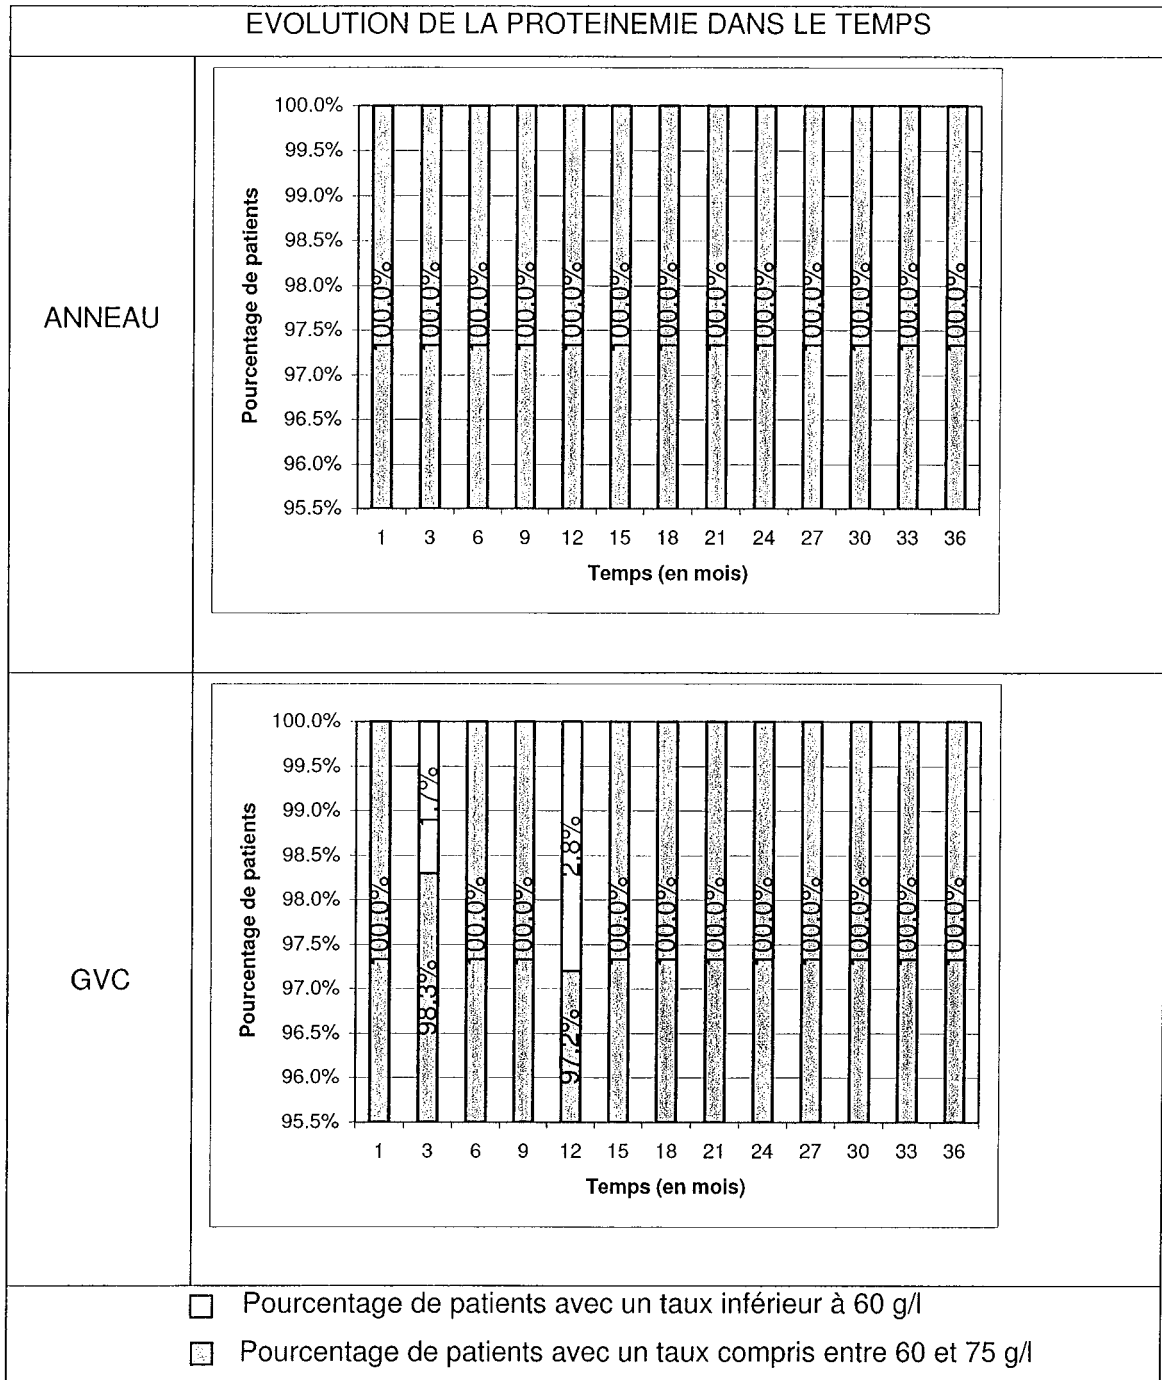 EVOLUTION DE LA PROTEINEMIE DANS LE TEMPS
ANNEAU
Pourcentage de patients
100.0%
99.5%
99.0%
98.5%
98.0%
97.5%
97.0%
96.5%
96.0%
95.5%
100.0% 100.0% 100.0% 100.0% 100.0% 100.0% 100.0% 100.0% 100.0% 100.0% 100.0% 100.0% 100.0%
1 3 6 9 12 15 18 21 24 27 30 33 36
Temps (en mois)
GVC
Pourcentage de patients
100.0%
99.5%
99.0%
98.5%
98.0%
97.5%
97.0%
96.5%
96.0%
95.5%
1.7% 2.8%
100.0% 98.3% 100.0% 100.0% 97.2% 100.0% 100.0% 100.0% 100.0% 100.0% 100.0% 100.0% 100.0%
1 3 6 9 12 15 18 21 24 27 30 33 36
Temps (en mois)
Pourcentage de patients avec un taux inférieur à 60 g/l
Pourcentage de patients avec un taux compris entre 60 et 75 g/l